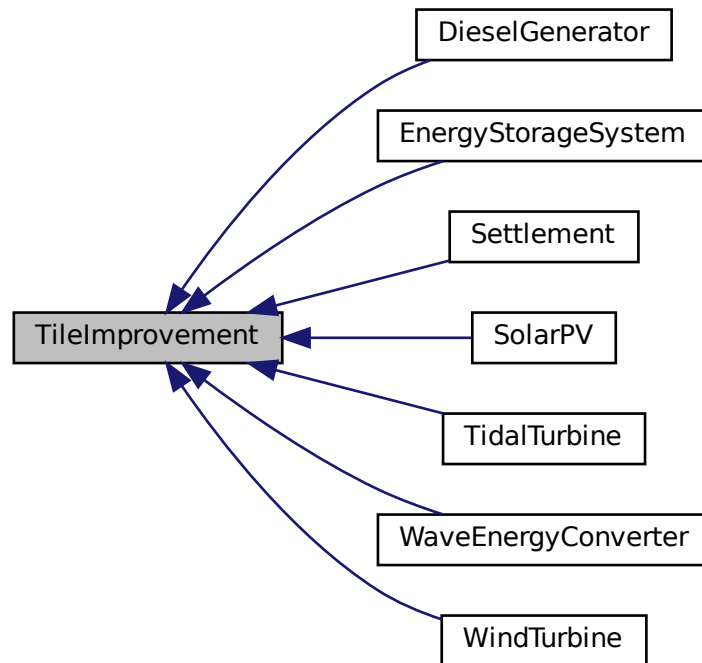 DieselGenerator
EnergyStorageSystem
Settlement
TileImprovement
SolarPV
TidalTurbine
WaveEnergyConverter
WindTurbine